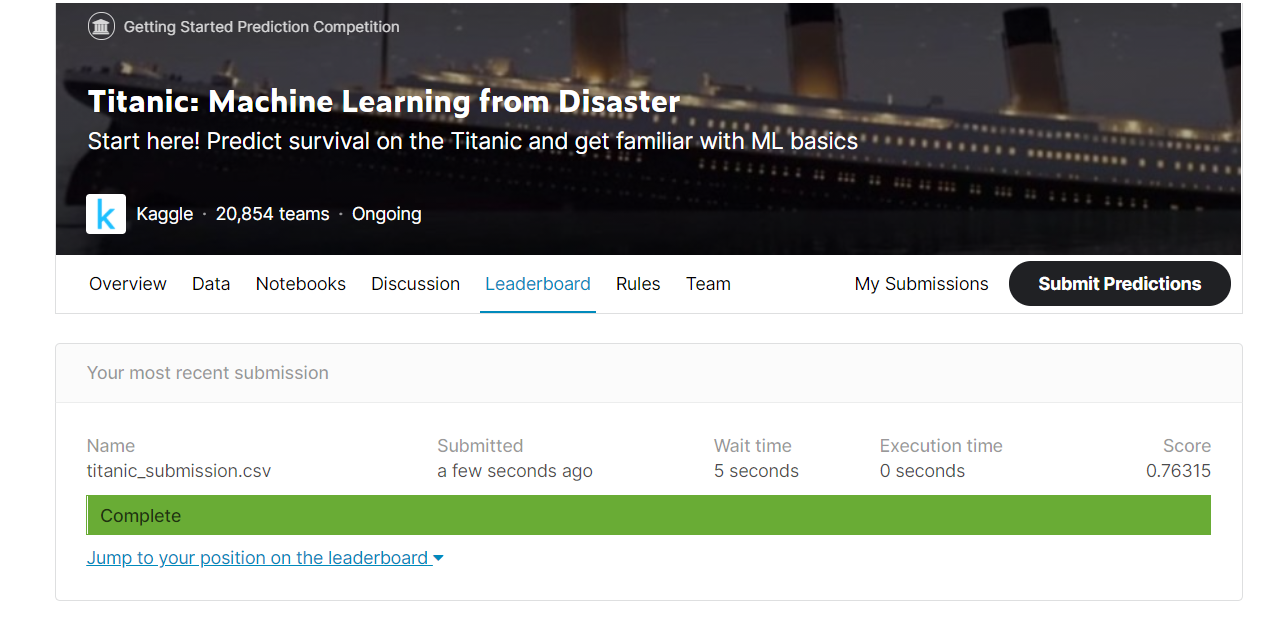 Getting Started Prediction Competition
Titanic: Machine Learning from Disaster
Start here! Predict survival on the Titanic and get familiar with ML basics
k Kaggle · 20,854 teams · Ongoing
Overview Data Notebooks Discussion Leaderboard Rules Team My Submissions Submit Predictions
Your most recent submission
Name Submitted Wait time Execution time Score
titanic_submission.csv a few seconds ago 5 seconds 0 seconds 0.76315
Complete
Jump to your position on the leaderboard